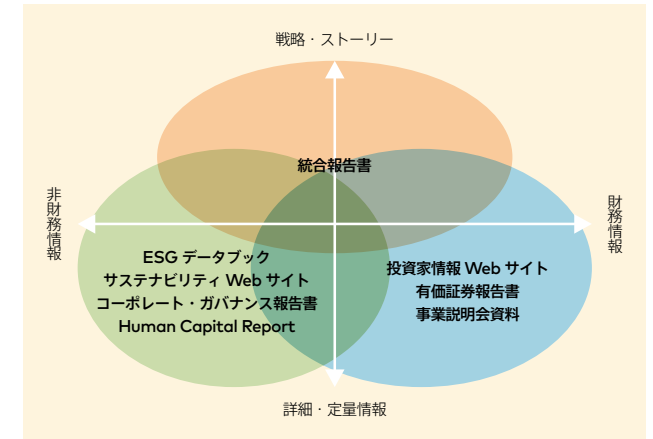 戦略・ストーリー
統合報告書
非財務情報
財務情報
ESG データブック
サステナビリティ Web サイト
コーポレート・ガバナンス報告書
Human Capital Report
投資家情報 Web サイト
有価証券報告書
事業説明会資料
詳細・定量情報